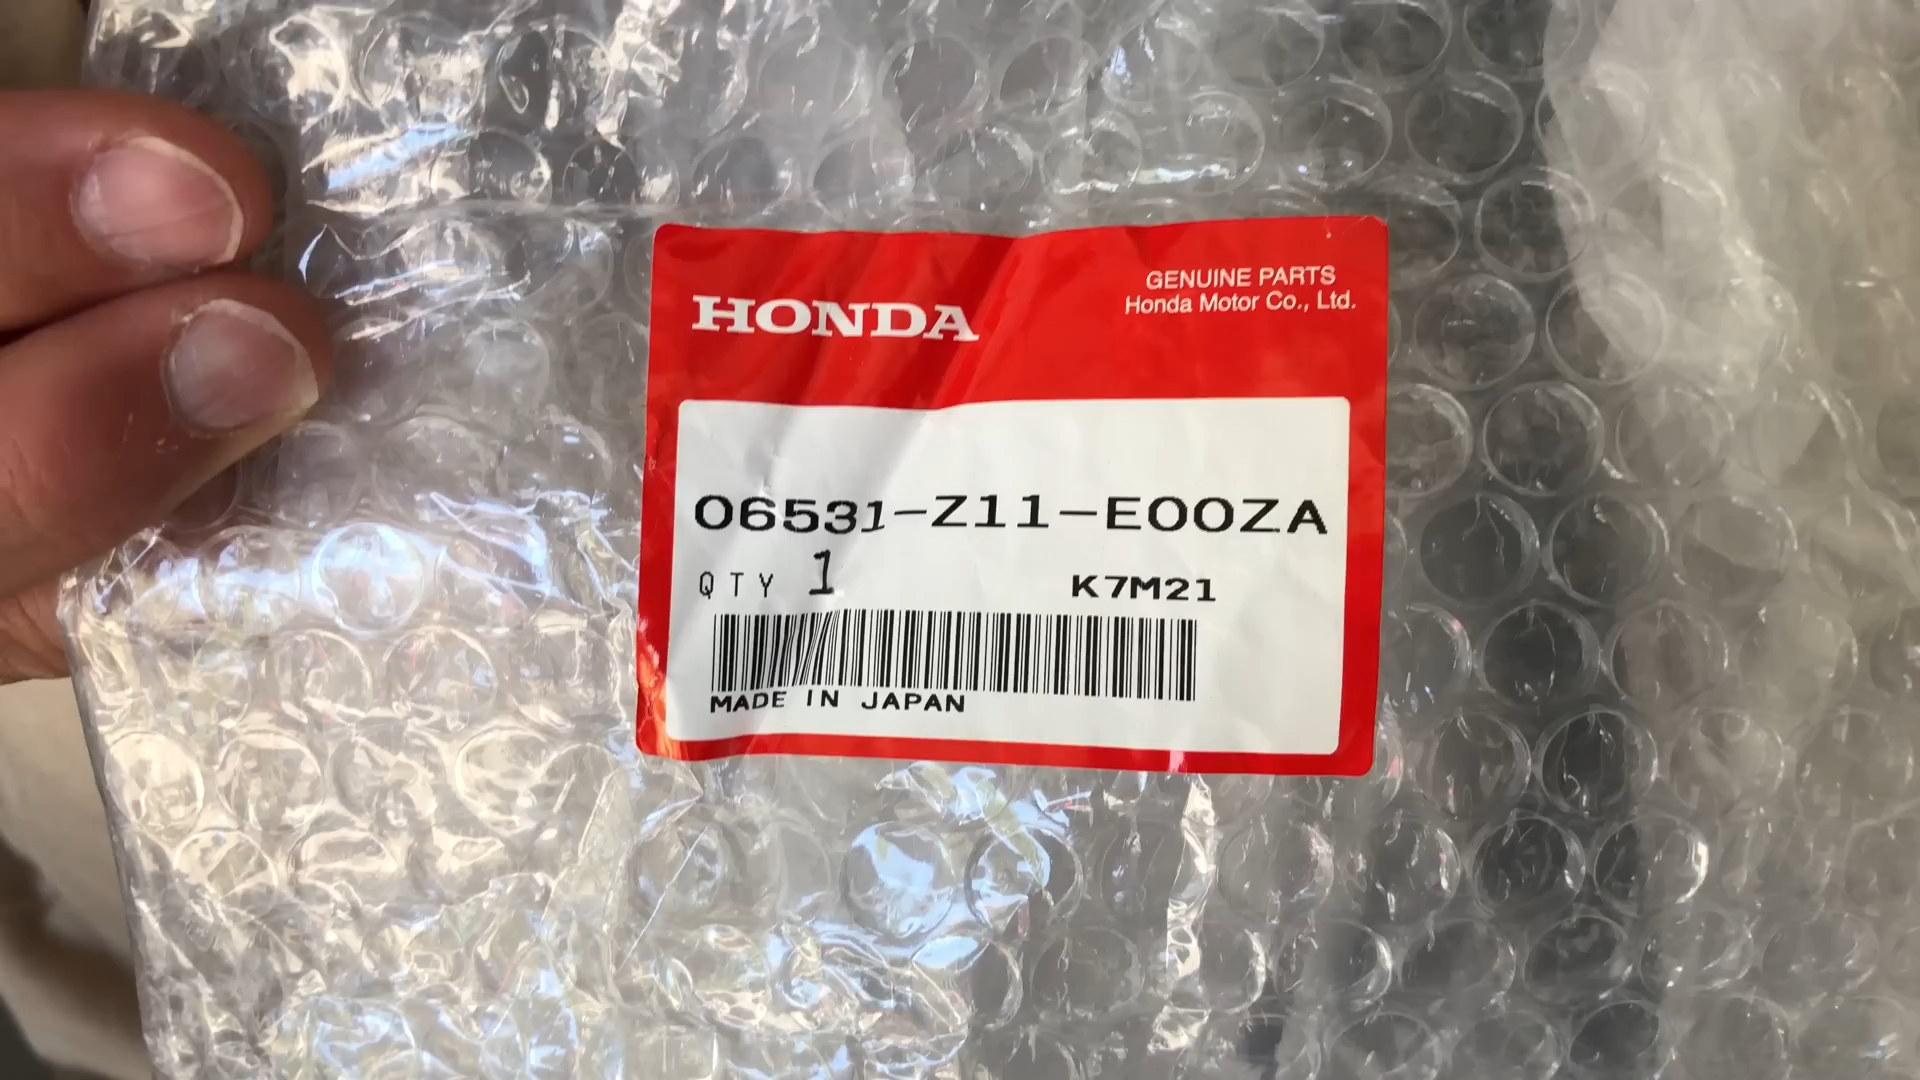 HONDA
GENUINE PARTS
Honda Motor Co., Ltd.
06531-Z11-E00ZA
QTY 1
K7M21
MADE IN JAPAN